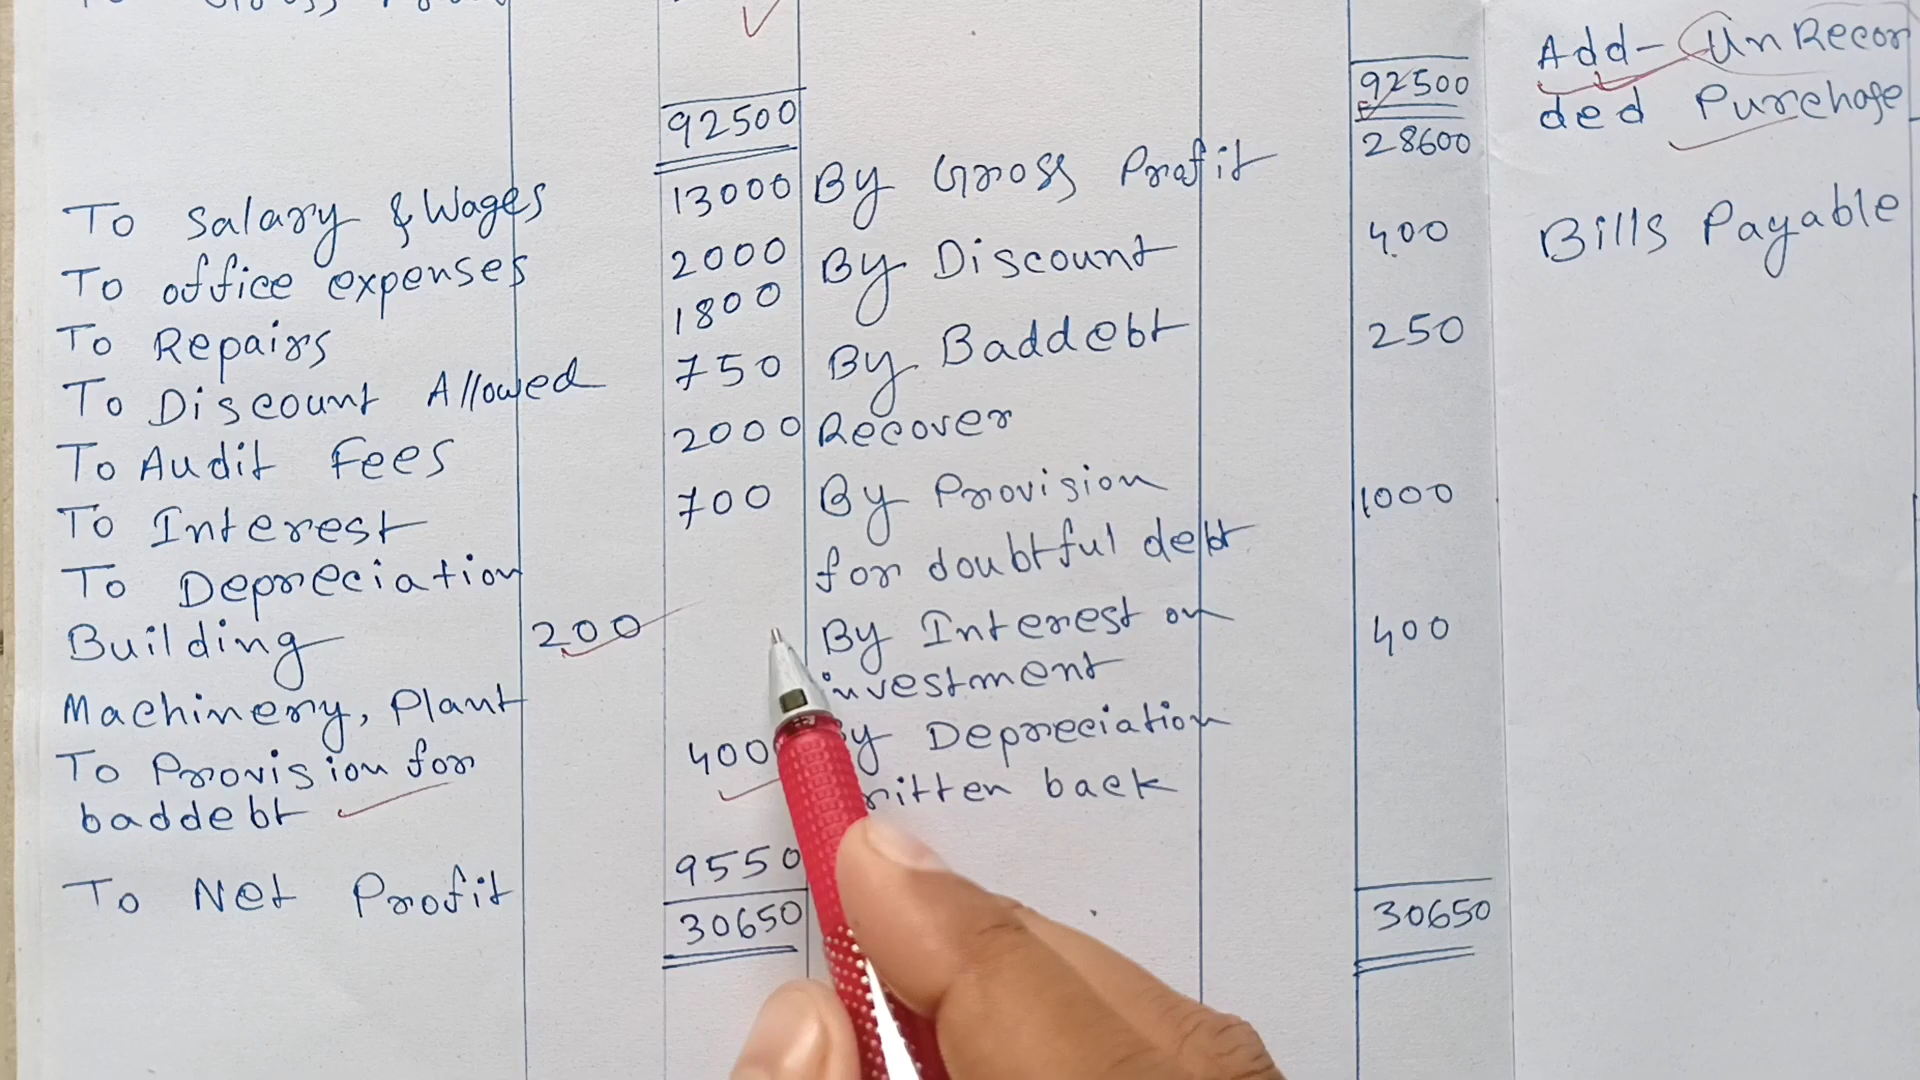 Add- UnRecor
92500
92500
ded Purchase
To Salary & Wages 13000 By Gross Profit 28600
To office expenses 2000 By Discount 400 Bills Payable
To Repairs 1800
To Discount Allowed 750 By Baddebt 250
To Audit Fees 2000 Recover
To Interest 700 By Provision 1000
To Depreciation for doubtful debt
Building 200 By Interest on 400
investment
Machinery, Plant
To Provision for 400 By Depreciation
baddebt ritten back
To Net Profit 9550
30650 30650